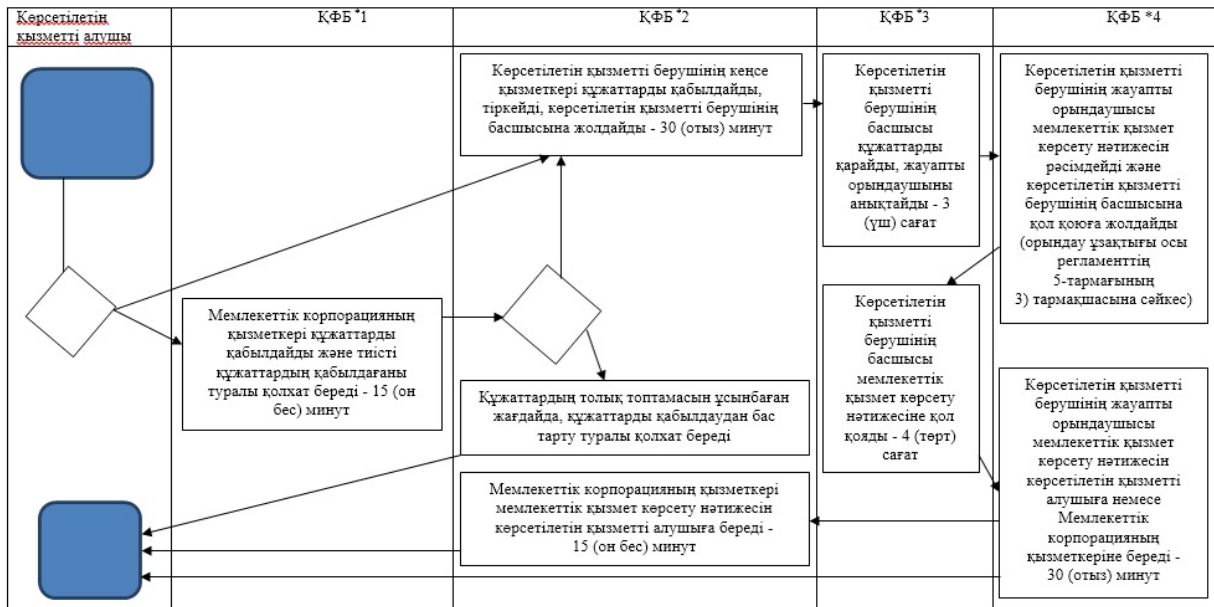 Көрсетілетін
қызметті алушы
ҚФБ *1
ҚФБ *2
ҚФБ *3
ҚФБ *4
Көрсетілетін қызметті берушінің кеңсе
қызметкері құжаттарды қабылдайды,
тіркейді, көрсетілетін қызметті берушінің
басшысына жолдайды - 30 (отыз) минут
Көрсетілетін
қызметті
берушінің
басшысы
құжаттарды
қарайды, жауапты
орындаушыны
анықтайды - 3
(үш) сағат
Көрсетілетін қызметті
берушінің жауапты
орындаушысы
мемлекеттік қызмет
көрсету нәтижесін
рәсімдейді және
көрсетілетін қызметті
берушінің басшысына
қол қоюға жолдайды
(орындау ұзақтығы осы
регламенттің
5-тармағының
3) тармақшасына сәйкес)
Мемлекеттік корпорацияның
қызметкері құжаттарды
қабылдайды және тиісті
құжаттардың қабылдағаны
туралы қолхат береді - 15 (он
бес) минут
Құжаттардың толық топтамасын ұсынбаған
жағдайда, құжаттарды қабылдаудан бас
тарту туралы қолхат береді
Көрсетілетін
қызметті
берушінің
басшысы
мемлекеттік
қызмет көрсету
нәтижесіне қол
қояды - 4 (төрт)
сағат
Көрсетілетін қызметті
берушінің жауапты
орындаушысы
мемлекеттік қызмет
көрсету нәтижесін
көрсетілетін қызметті
алушыға немесе
Мемлекеттік
корпорацияның
қызметкеріне береді -
30 (отыз) минут
Мемлекеттік корпорацияның қызметкері
мемлекеттік қызмет көрсету нәтижесін
көрсетілетін қызметті алушыға береді -
15 (он бес) минут